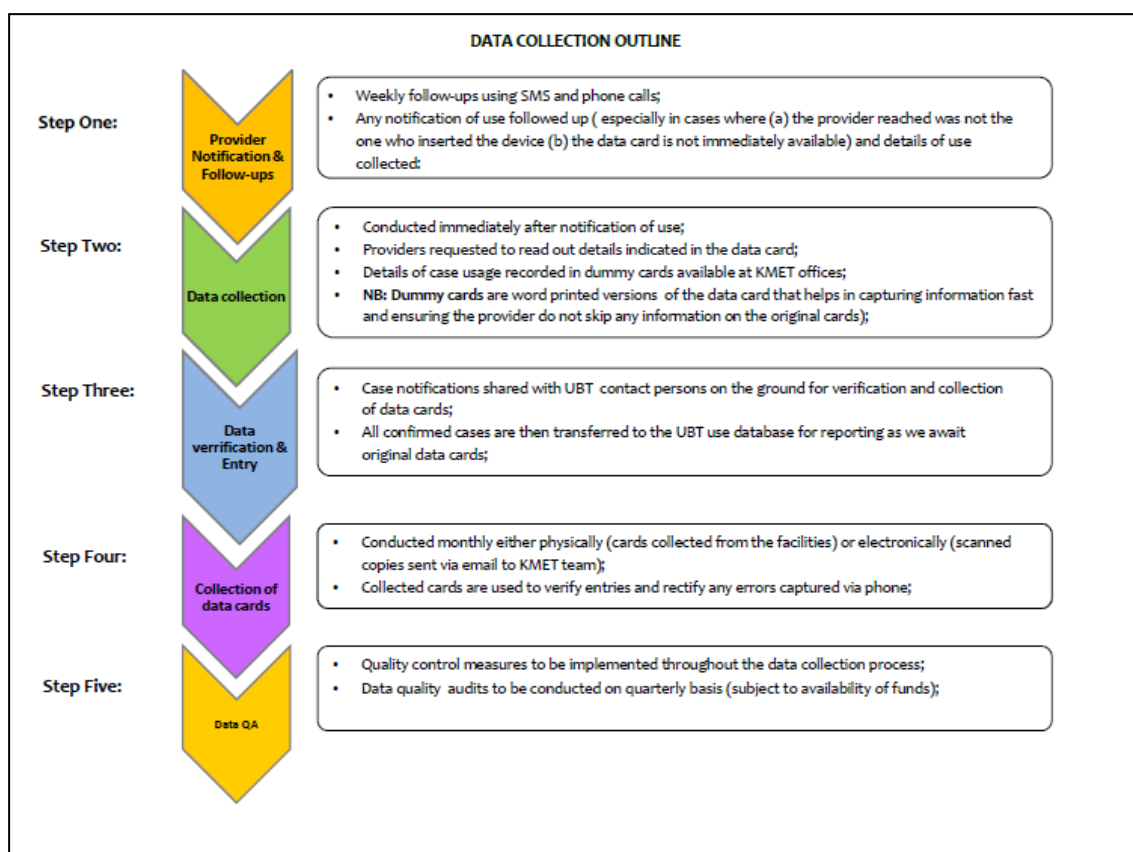 DATA COLLECTION OUTLINE
Step One:
Provider
Notification &
Follow-ups
• Weekly follow-ups using SMS and phone calls;
• Any notification of use followed up ( especially in cases where (a) the provider reached was not the
one who inserted the device (b) the data card is not immediately available) and details of use
collected:
Step Two:
Data collection
• Conducted immediately after notification of use;
• Providers requested to read out details indicated in the data card;
• Details of case usage recorded in dummy cards available at KMET offices;
• NB: Dummy cards are word printed versions of the data card that helps in capturing information fast
and ensuring the provider do not skip any information on the original cards);
Step Three:
Data
verrification &
Entry
• Case notifications shared with UBT contact persons on the ground for verification and collection
of data cards;
• All confirmed cases are then transferred to the UBT use database for reporting as we await
original data cards;
Step Four:
Collection of
data cards
• Conducted monthly either physically (cards collected from the facilities) or electronically (scanned
copies sent via email to KMET team);
• Collected cards are used to verify entries and rectify any errors captured via phone;
Step Five:
Data QA
• Quality control measures to be implemented throughout the data collection process;
• Data quality audits to be conducted on quarterly basis (subject to availability of funds);